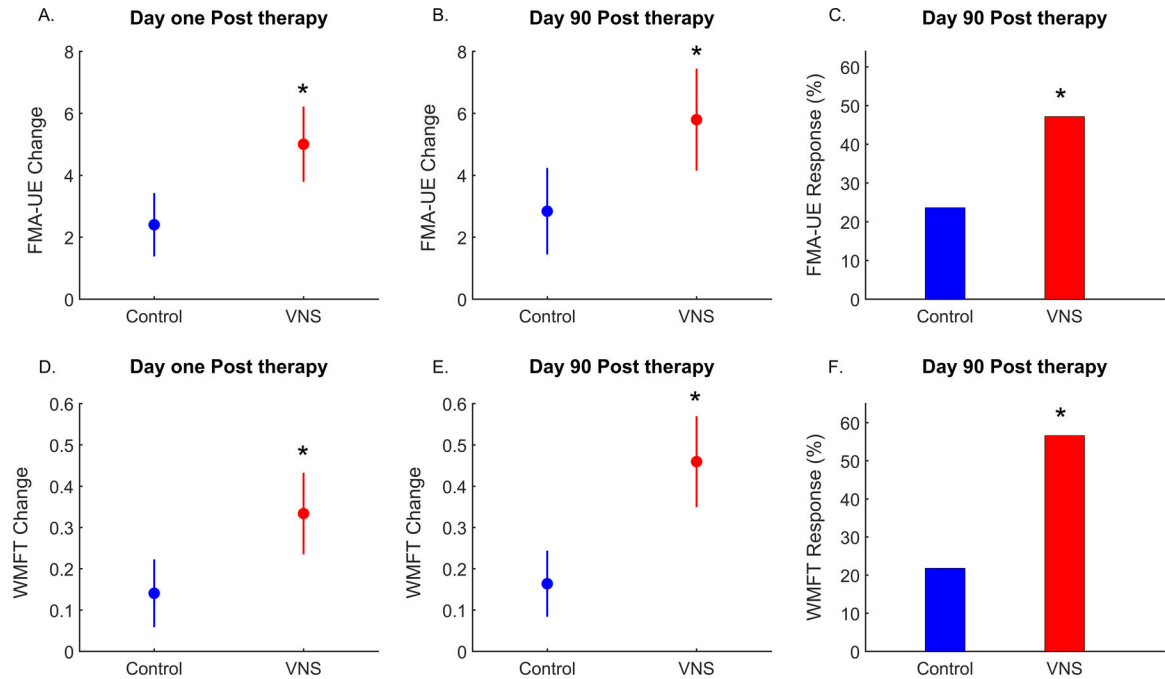 A.
Day one Post therapy
FMA-UE Change
8
6
4
2
0
*
Control
VNS
B.
Day 90 Post therapy
FMA-UE Change
8
6
4
2
0
*
Control
VNS
C.
Day 90 Post therapy
FMA-UE Response (%)
60
50
40
30
20
10
0
*
Control
VNS
D.
Day one Post therapy
WMFT Change
0.6
0.5
0.4
0.3
0.2
0.1
0
*
Control
VNS
E.
Day 90 Post therapy
WMFT Change
0.6
0.5
0.4
0.3
0.2
0.1
0
*
Control
VNS
F.
Day 90 Post therapy
WMFT Response (%)
60
50
40
30
20
10
0
*
Control
VNS